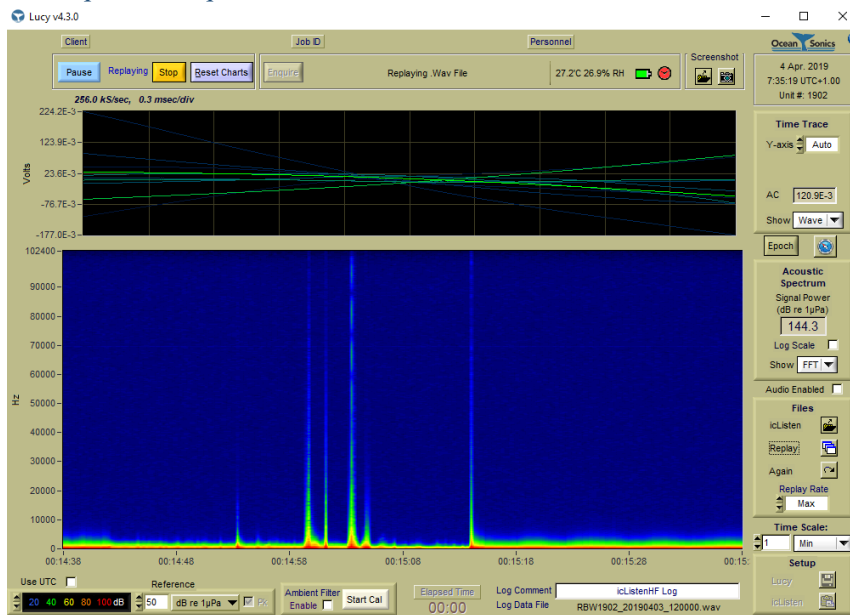 Lucy v4.3.0
Client
Job ID
Personnel
Ocean Sonics
Pause Replaying Stop Reset Charts Enquire Replaying .Wav File 27.2°C 26.9% RH
Screenshot
4 Apr. 2019
7:35:19 UTC+1.00
Unit #: 1902
256.0 kS/sec, 0.3 msec/div
224.2E-3
123.9E-3
23.6E-3
-76.7E-3
-177.0E-3
Volts
Time Trace
Y-axis Auto
AC 120.9E-3
Show Wave
Epoch
102400
90000
80000
70000
60000
50000
40000
30000
20000
10000
0
Hz
00:14:38 00:14:48 00:14:58 00:15:08 00:15:18 00:15:28 00:15:
Acoustic
Spectrum
Signal Power
(dB re 1µPa)
144.3
Log Scale
Show FFT
Audio Enabled
Files
icListen
Replay
Again
Replay Rate
Max
Time Scale:
1 Min
Setup
Lucy
icListen
Use UTC
20 40 60 80 100 dB
Reference
50 dB re 1µPa Pk
Ambient Filter
Enable
Start Cal
Elapsed Time
00:00
Log Comment icListenHF Log
Log Data File RBW1902_20190403_120000.wav